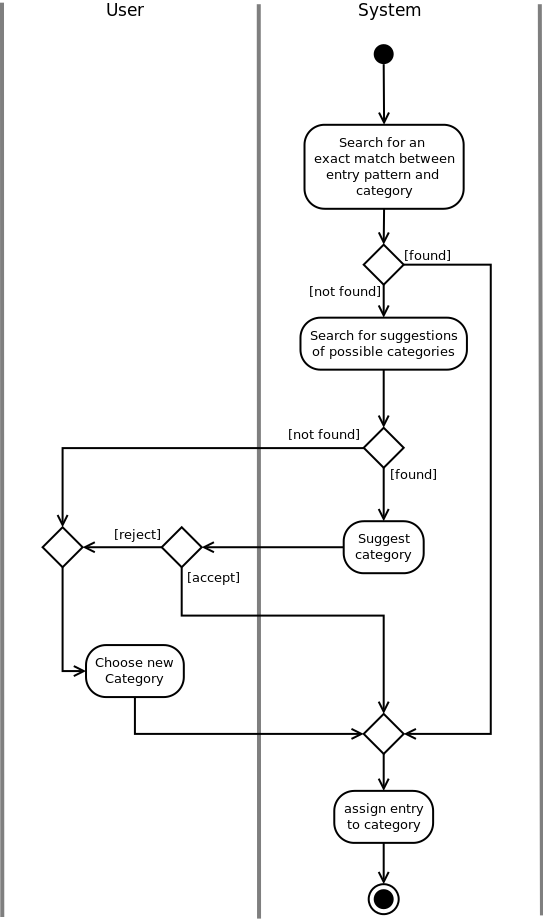 User
System
Search for an
exact match between
entry pattern and
category
[found]
[not found]
Search for suggestions
of possible categories
[not found]
[found]
[reject]
Suggest
category
[accept]
Choose new
Category
assign entry
to category